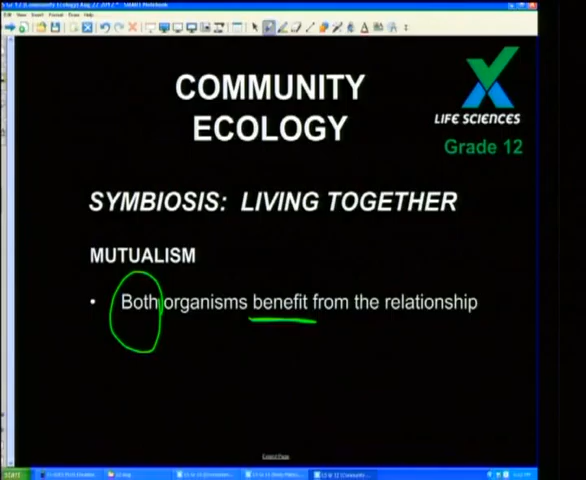 COMMUNITY
ECOLOGY
LIFE SCIENCES
Grade 12
SYMBIOSIS: LIVING TOGETHER
MUTUALISM
• Both organisms benefit from the relationship